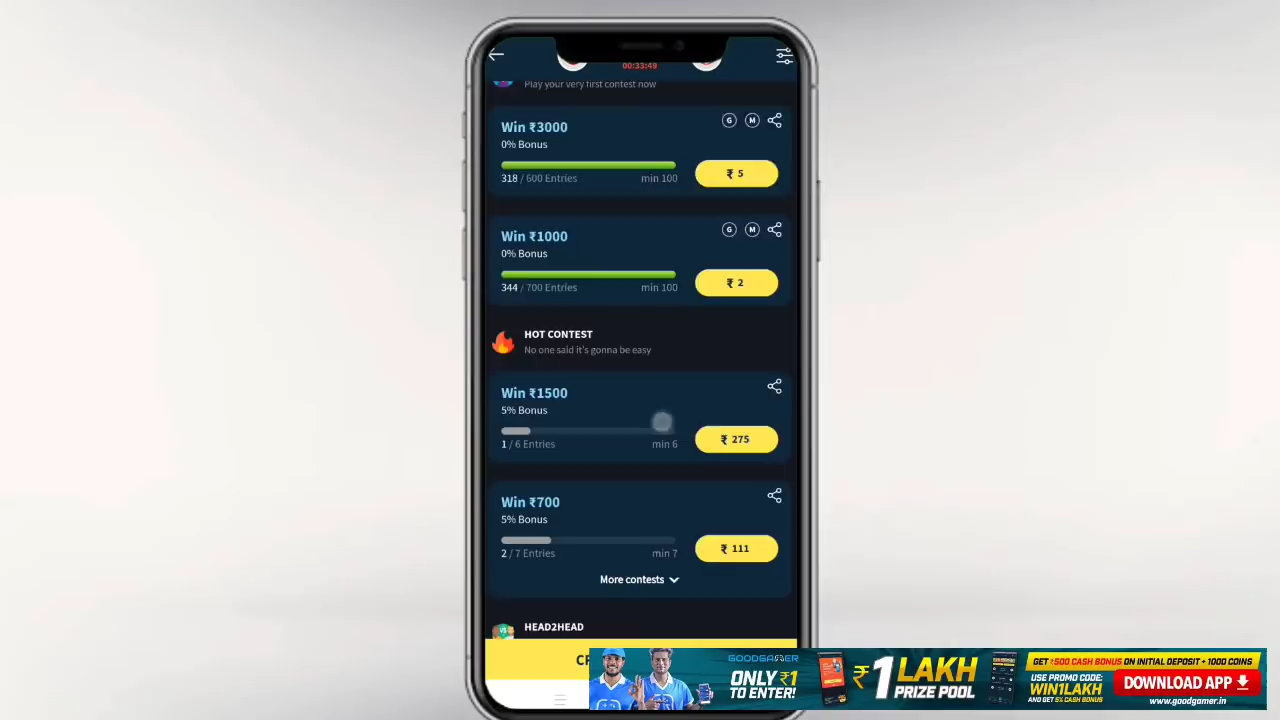 00:33:49
Play your very first contest now
Win ₹3000
G M
0% Bonus
₹ 5
318 / 600 Entries
min 100
Win ₹1000
G M
0% Bonus
₹ 2
344 / 700 Entries
min 100
HOT CONTEST
No one said it's gonna be easy
Win ₹1500
5% Bonus
₹ 275
1 / 6 Entries
min 6
Win ₹700
5% Bonus
₹ 111
2 / 7 Entries
min 7
More contests
VS
HEAD2HEAD
GOODGAMER
ONLY ₹1
TO ENTER!
₹1 LAKH
PRIZE POOL
GET ₹500 CASH BONUS ON INITIAL DEPOSIT + 1000 COINS
USE PROMO CODE:
WIN1LAKH
AND GET 5% CASH BONUS
DOWNLOAD APP
www.goodgamer.in